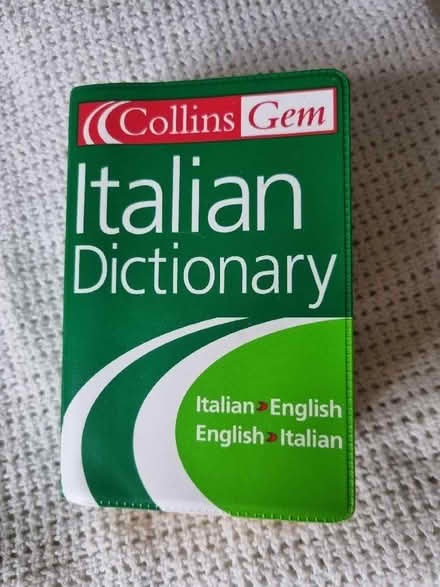 Collins Gem
Italian
Dictionary
Italian › English
English › Italian